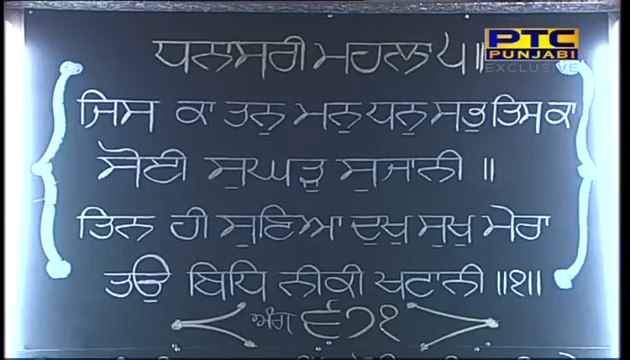 ਧਨਾਸਰੀ ਮਹਲਾ ੫ ॥
PTC
PUNJABI
EXCLUSIVE
ਜਿਸ ਕਾ ਤਨੁ ਮਨੁ ਧਨੁ ਸਭੁ ਤਿਸ ਕਾ
ਸੋਈ ਸੁਘੜੁ ਸੁਜਾਨੀ ॥
ਤਿਨ ਹੀ ਸੁਣਿਆ ਦੁਖੁ ਸੁਖੁ ਮੇਰਾ
ਤਉ ਬਿਧਿ ਨੀਕੀ ਖਟਾਨੀ ॥੧॥
ਅੰਗ ੬੭੧